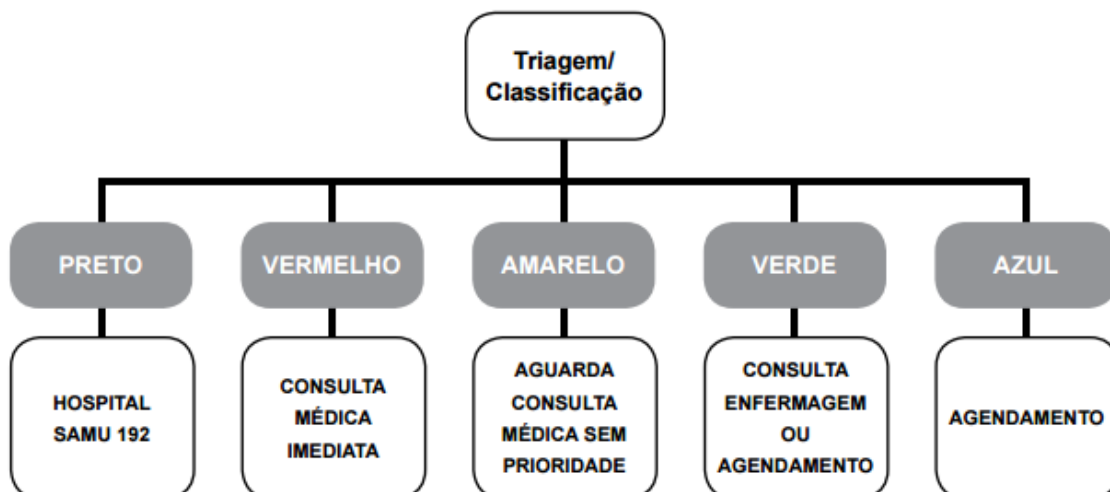 Triagem/
Classificação
PRETO
VERMELHO
AMARELO
VERDE
AZUL
HOSPITAL
SAMU 192
CONSULTA
MÉDICA
IMEDIATA
AGUARDA
CONSULTA
MÉDICA SEM
PRIORIDADE
CONSULTA
ENFERMAGEM
OU
AGENDAMENTO
AGENDAMENTO